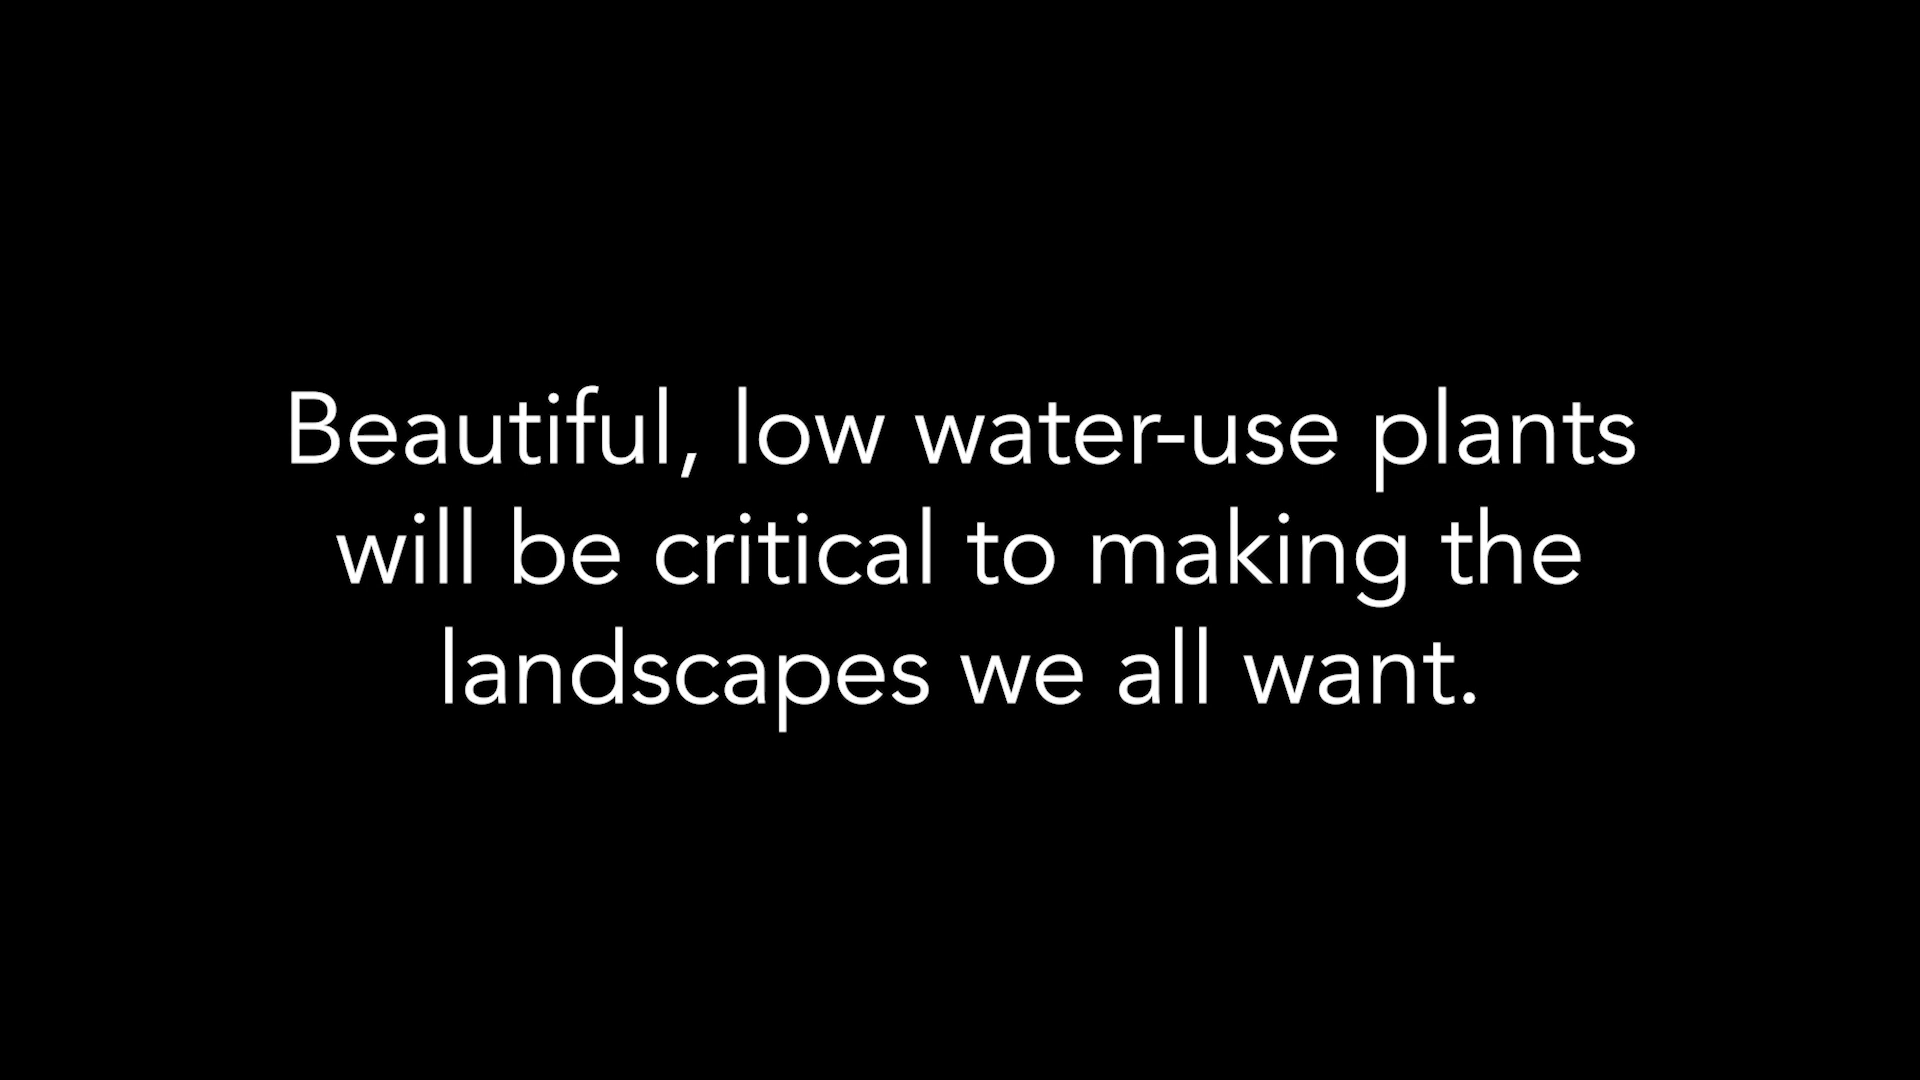 Beautiful, low water-use plants
will be critical to making the
landscapes we all want.